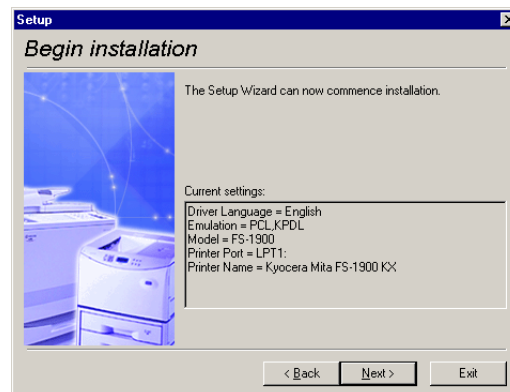 Setup
Begin installation
The Setup Wizard can now commence installation.
Current settings:
Driver Language = English
Emulation = PCL,KPDL
Model = FS-1900
Printer Port = LPT1:
Printer Name = Kyocera Mita FS-1900 KX
< Back Next > Exit